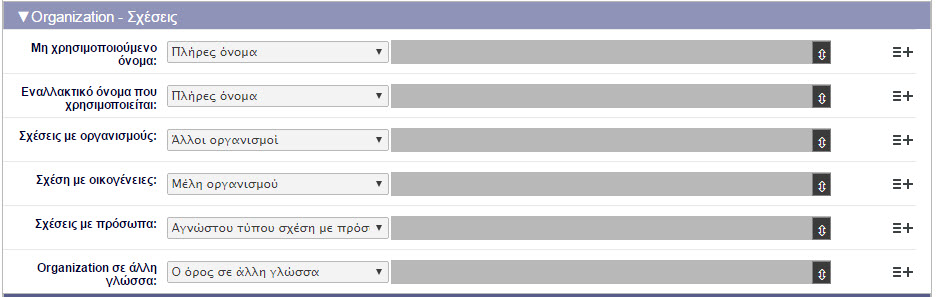 ▼Organization - Σχέσεις
Μη χρησιμοποιούμενο
όνομα:
Πλήρες όνομα
Εναλλακτικό όνομα που
χρησιμοποιείται:
Πλήρες όνομα
Σχέσεις με οργανισμούς:
Άλλοι οργανισμοί
Σχέση με οικογένειες:
Μέλη οργανισμού
Σχέσεις με πρόσωπα:
Αγνώστου τύπου σχέση με πρόσ
Organization σε άλλη
γλώσσα:
Ο όρος σε άλλη γλώσσα